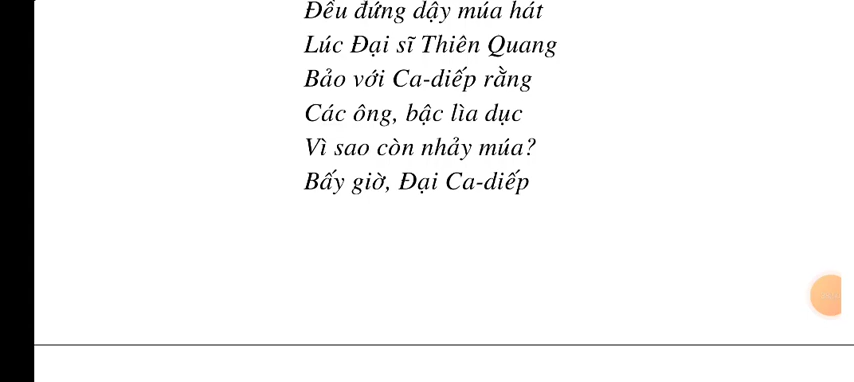 Đều đứng dậy múa hát
Lúc Đại sĩ Thiên Quang
Bảo với Ca-diếp rằng
Các ông, bậc lìa dục
Vì sao còn nhảy múa?
Bấy giờ, Đại Ca-diếp